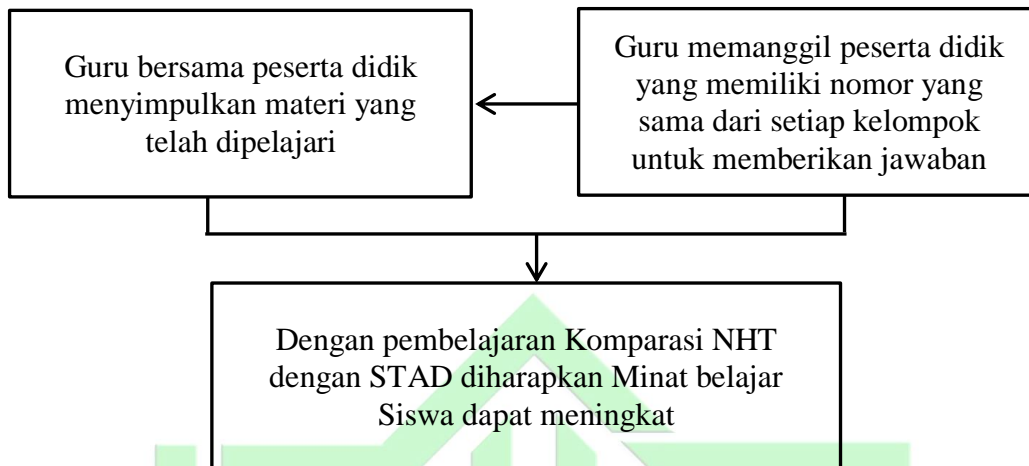 Guru bersama peserta didik
menyimpulkan materi yang
telah dipelajari
Guru memanggil peserta didik
yang memiliki nomor yang
sama dari setiap kelompok
untuk memberikan jawaban
Dengan pembelajaran Komparasi NHT
dengan STAD diharapkan Minat belajar
Siswa dapat meningkat